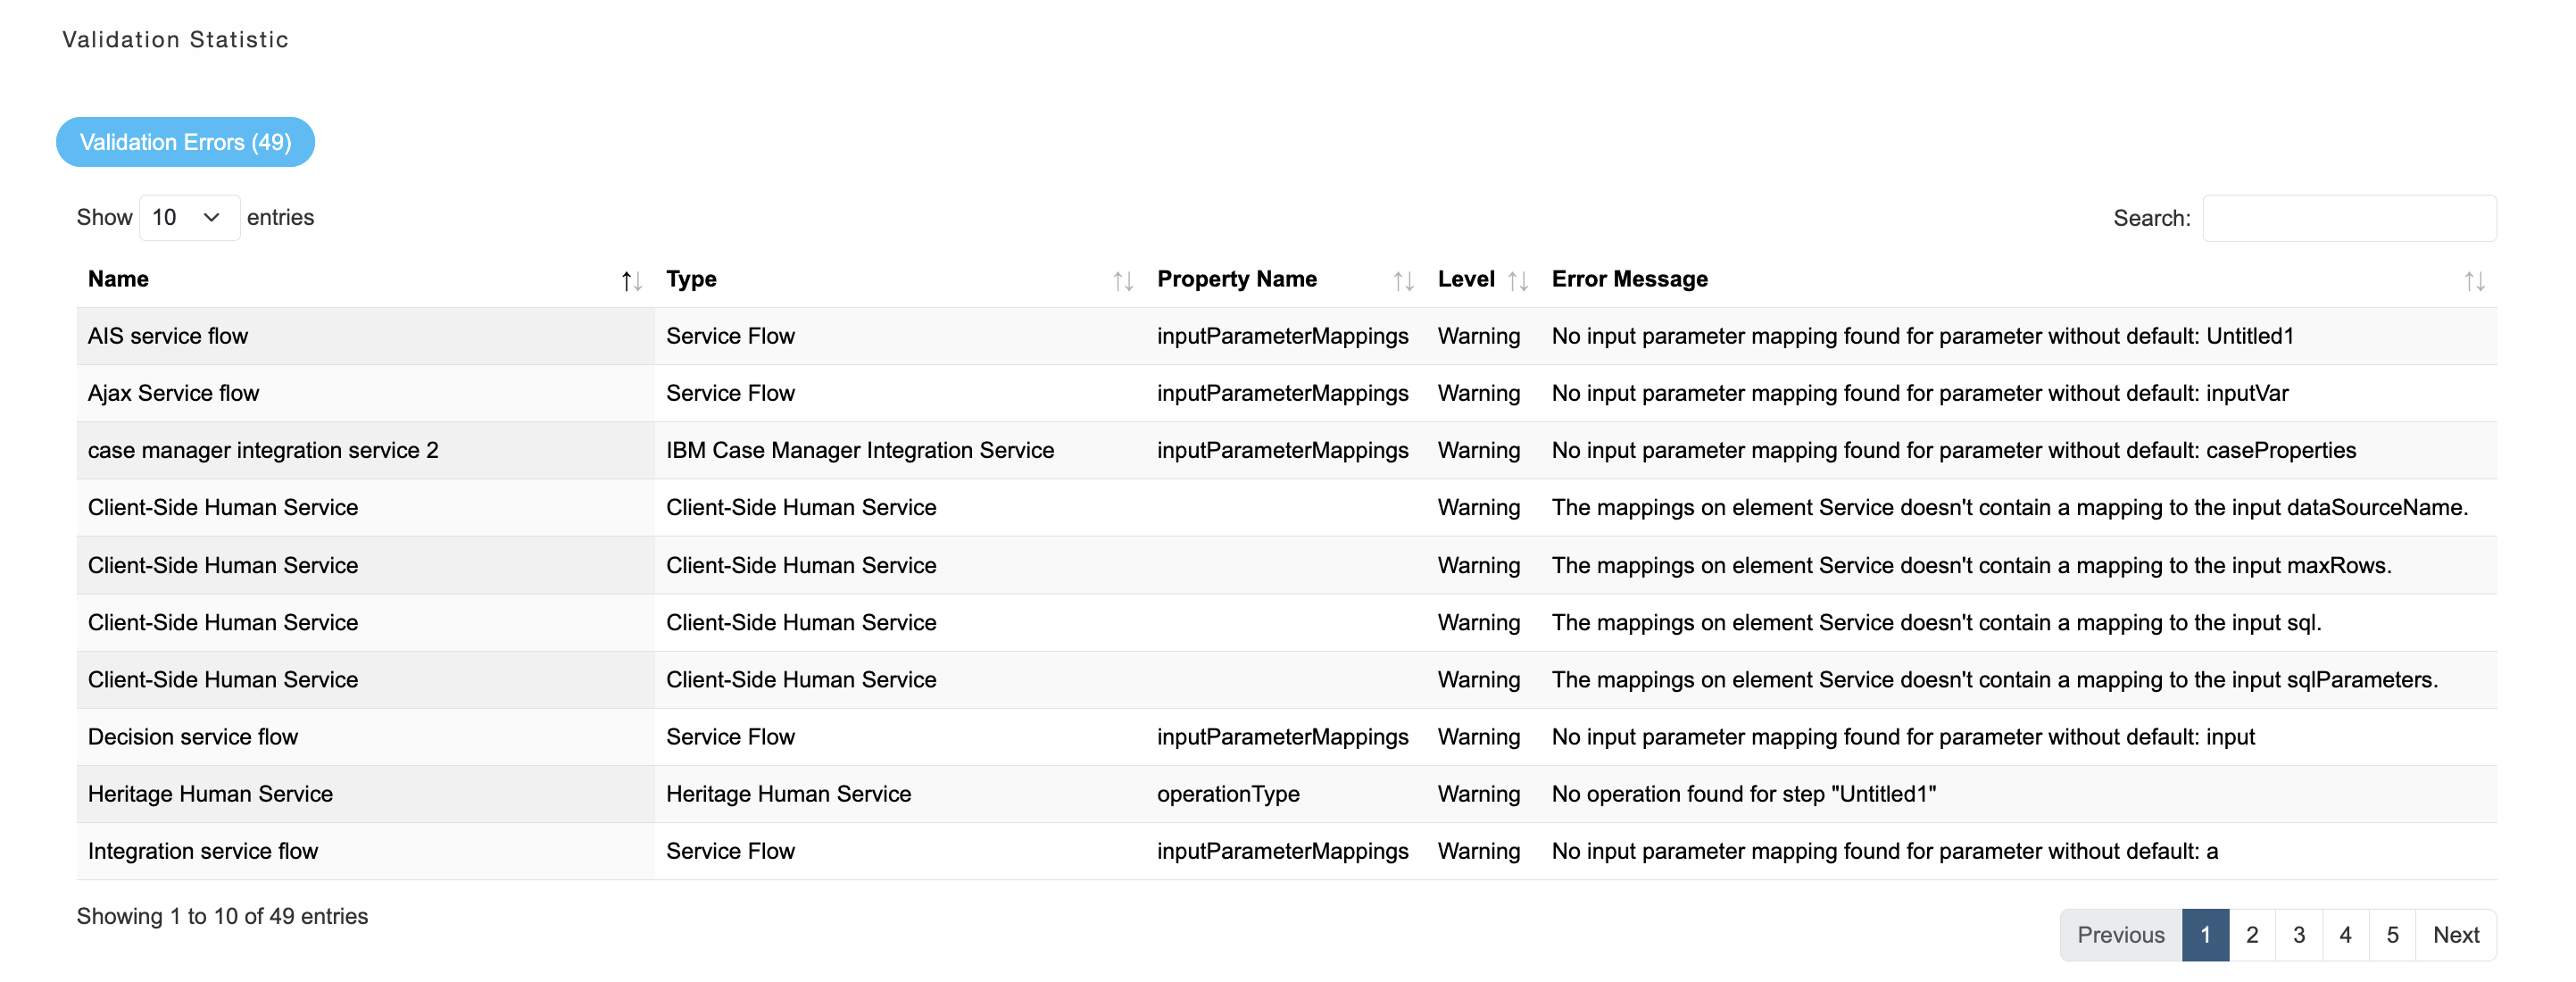 Validation Statistic
Validation Errors (49)
Show 10 entries
Search:
Name Type Property Name Level Error Message
AIS service flow Service Flow inputParameterMappings Warning No input parameter mapping found for parameter without default: Untitled1
Ajax Service flow Service Flow inputParameterMappings Warning No input parameter mapping found for parameter without default: inputVar
case manager integration service 2 IBM Case Manager Integration Service inputParameterMappings Warning No input parameter mapping found for parameter without default: caseProperties
Client-Side Human Service Client-Side Human Service Warning The mappings on element Service doesn't contain a mapping to the input dataSourceName.
Client-Side Human Service Client-Side Human Service Warning The mappings on element Service doesn't contain a mapping to the input maxRows.
Client-Side Human Service Client-Side Human Service Warning The mappings on element Service doesn't contain a mapping to the input sql.
Client-Side Human Service Client-Side Human Service Warning The mappings on element Service doesn't contain a mapping to the input sqlParameters.
Decision service flow Service Flow inputParameterMappings Warning No input parameter mapping found for parameter without default: input
Heritage Human Service Heritage Human Service operationType Warning No operation found for step "Untitled1"
Integration service flow Service Flow inputParameterMappings Warning No input parameter mapping found for parameter without default: a
Showing 1 to 10 of 49 entries
Previous 1 2 3 4 5 Next